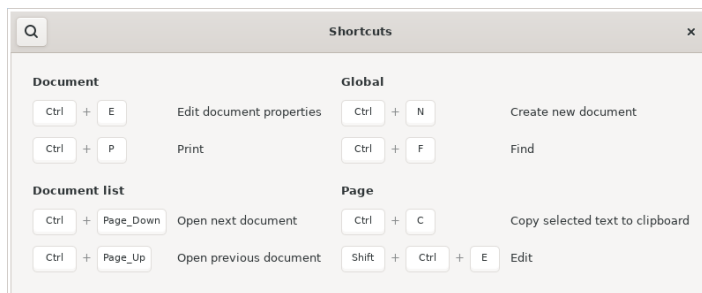 Shortcuts ×
Document
Ctrl + E Edit document properties
Ctrl + P Print
Document list
Ctrl + Page_Down Open next document
Ctrl + Page_Up Open previous document
Global
Ctrl + N Create new document
Ctrl + F Find
Page
Ctrl + C Copy selected text to clipboard
Shift + Ctrl + E Edit